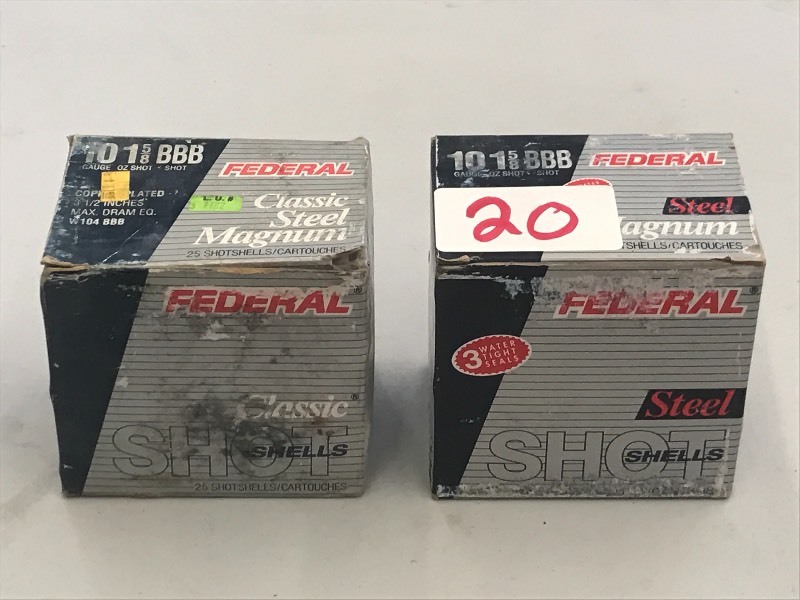 10 1 5/8 BBB
GAUGE OZ SHOT • SHOT
FEDERAL
PLATED
3 1/2 INCHES
MAX. DRAM EQ.
W104 BBB
Classic
Steel
Magnum
25 SHOTSHELLS/CARTOUCHES
FEDERAL®
Classic®
SHOT
SHELLS
25 SHOTSHELLS/CARTOUCHES
10 1 5/8 BBB
GAUGE OZ SHOT • SHOT
FEDERAL
20
Steel
Magnum
SHELLS/CARTOUCHES
FEDERAL®
3 WATER
TIGHT
SEALS
Steel
SHOT
SHELLS